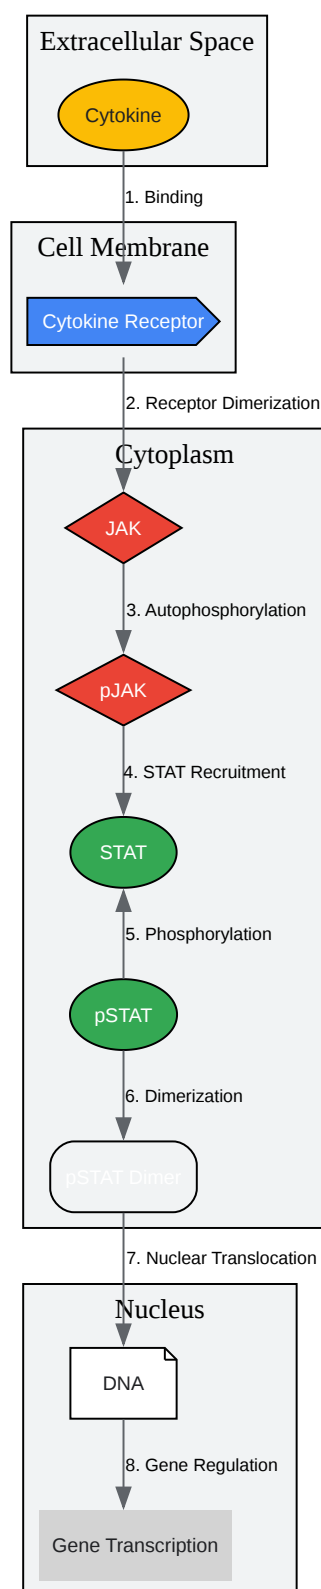 Extracellular Space
Cytokine
1. Binding
Cell Membrane
Cytokine Receptor
2. Receptor Dimerization
Cytoplasm
JAK
3. Autophosphorylation
pJAK
4. STAT Recruitment
STAT
5. Phosphorylation
pSTAT
6. Dimerization
pSTAT Dimer
7. Nuclear Translocation
Nucleus
DNA
8. Gene Regulation
Gene Transcription